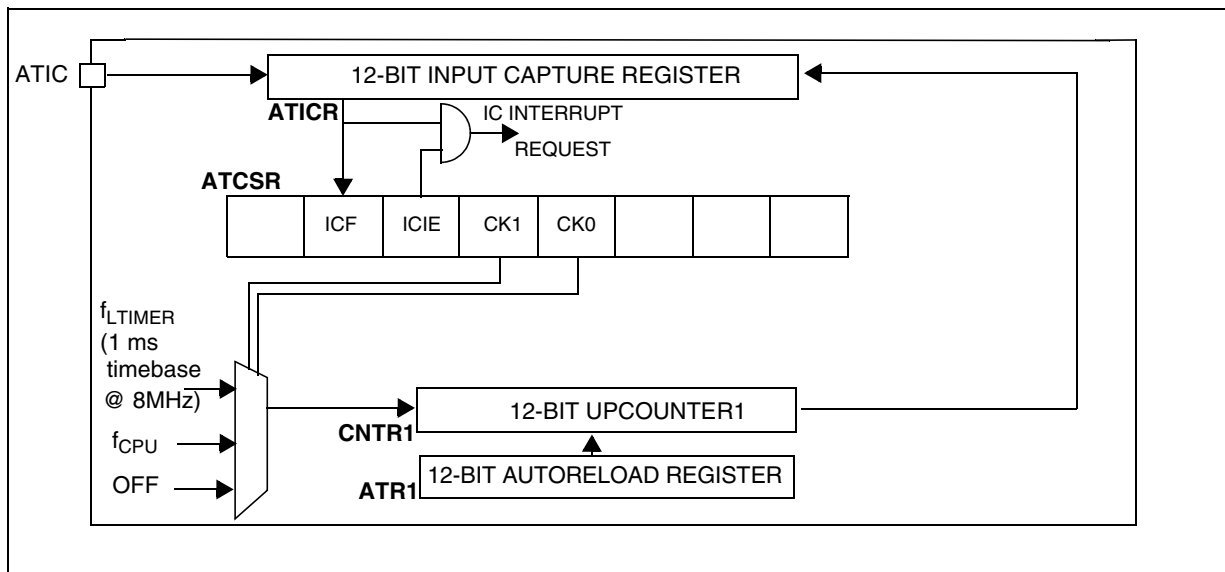 ATIC
12-BIT INPUT CAPTURE REGISTER
ATICR
IC INTERRUPT
REQUEST
ATCSR
ICF
ICIE
CK1
CK0
fLTIMER
(1 ms
timebase
@ 8MHz)
fCPU
OFF
12-BIT UPCOUNTER1
CNTR1
12-BIT AUTORELOAD REGISTER
ATR1